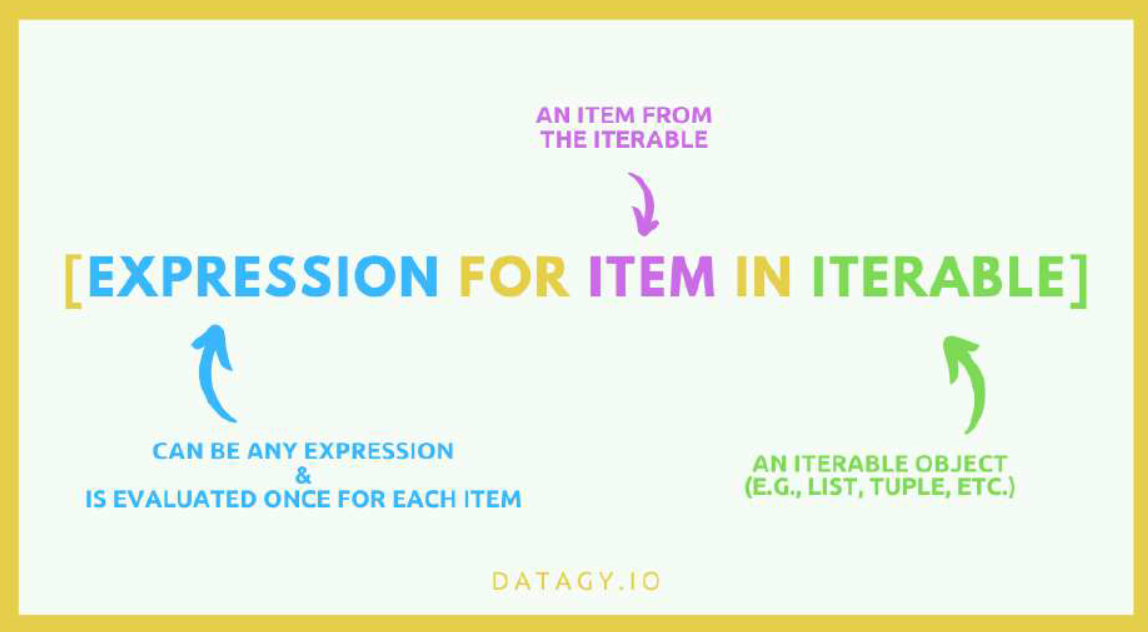 AN ITEM FROM
THE ITERABLE
[EXPRESSION FOR ITEM IN ITERABLE]
CAN BE ANY EXPRESSION
&
IS EVALUATED ONCE FOR EACH ITEM
AN ITERABLE OBJECT
(E.G., LIST, TUPLE, ETC.)
DATAGY.IO